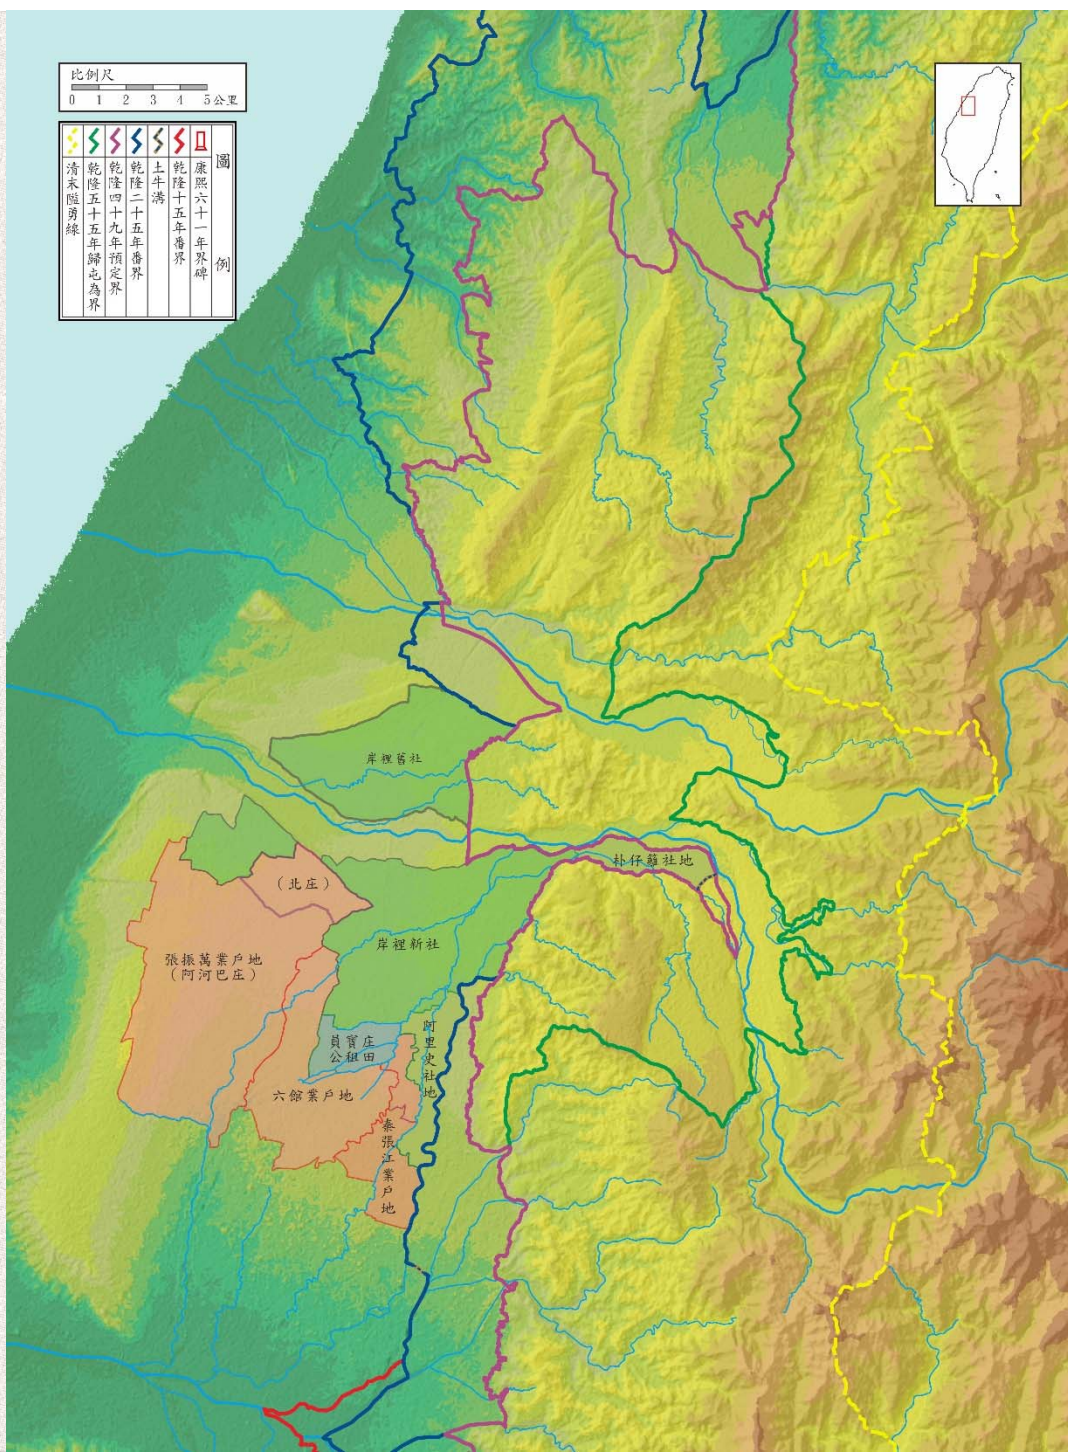 比例尺
0 1 2 3 4 5公里
圖例
康熙六十一年界碑
乾隆十五年番界
土牛溝
乾隆二十五年番界
乾隆四十九年預定界
乾隆五十五年歸屯為界
清末隘勇線
岸裡舊社
朴仔籬社地
(北庄)
岸裡新社
張振萬業戶地
(阿河巴庄)
員寶庄
公租田
阿里史社地
六館業戶地
秦張江業戶地